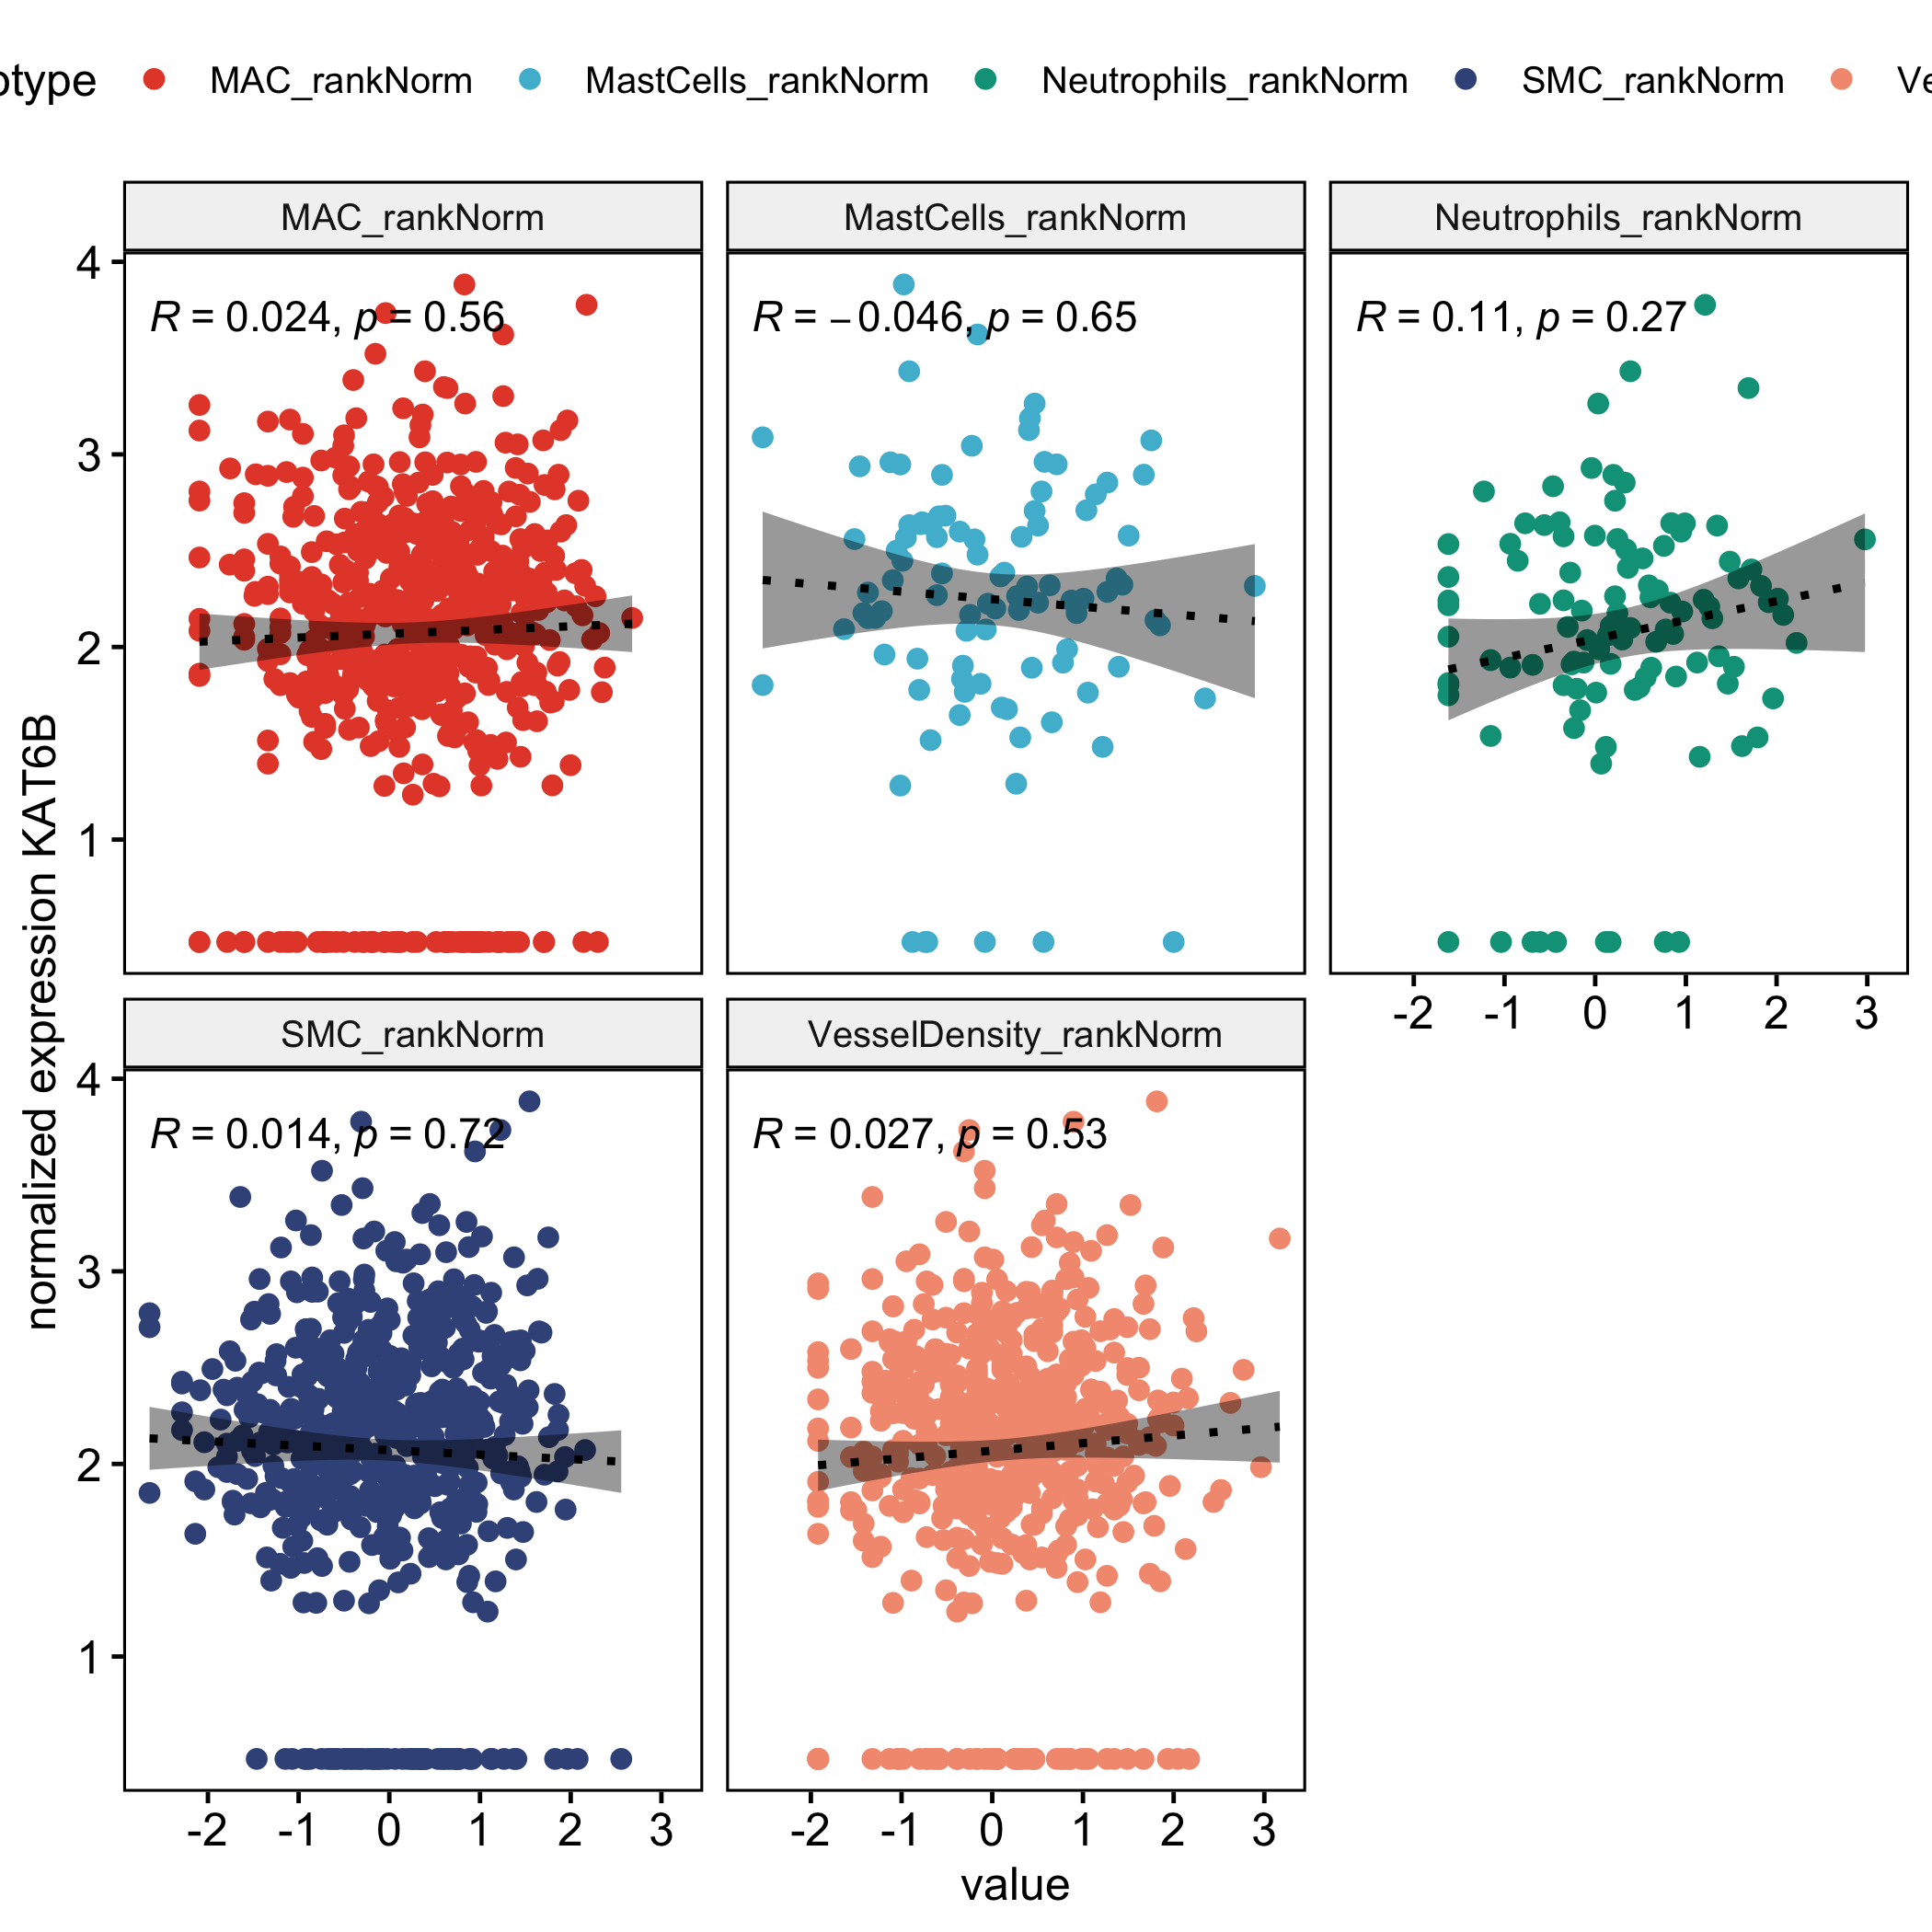 otype MAC_rankNorm MastCells_rankNorm Neutrophils_rankNorm SMC_rankNorm Ve
MAC_rankNorm MastCells_rankNorm Neutrophils_rankNorm
R = 0.024, p = 0.56 R = −0.046, p = 0.65 R = 0.11, p = 0.27
4
3
2
1
-2 -1 0 1 2 3
normalized expression KAT6B
SMC_rankNorm VesselDensity_rankNorm
R = 0.014, p = 0.72 R = 0.027, p = 0.53
4
3
2
1
-2 -1 0 1 2 3 -2 -1 0 1 2 3
value